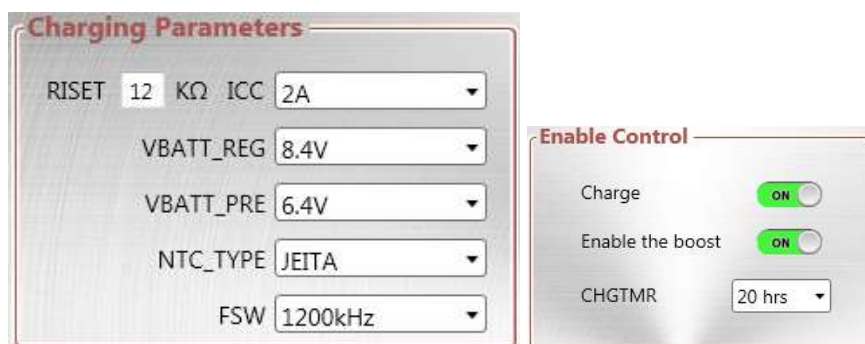 Charging Parameters
RISET 12 KΩ ICC 2A
VBATT_REG 8.4V
VBATT_PRE 6.4V
NTC_TYPE JEITA
FSW 1200kHz
Enable Control
Charge ON
Enable the boost ON
CHGTMR 20 hrs